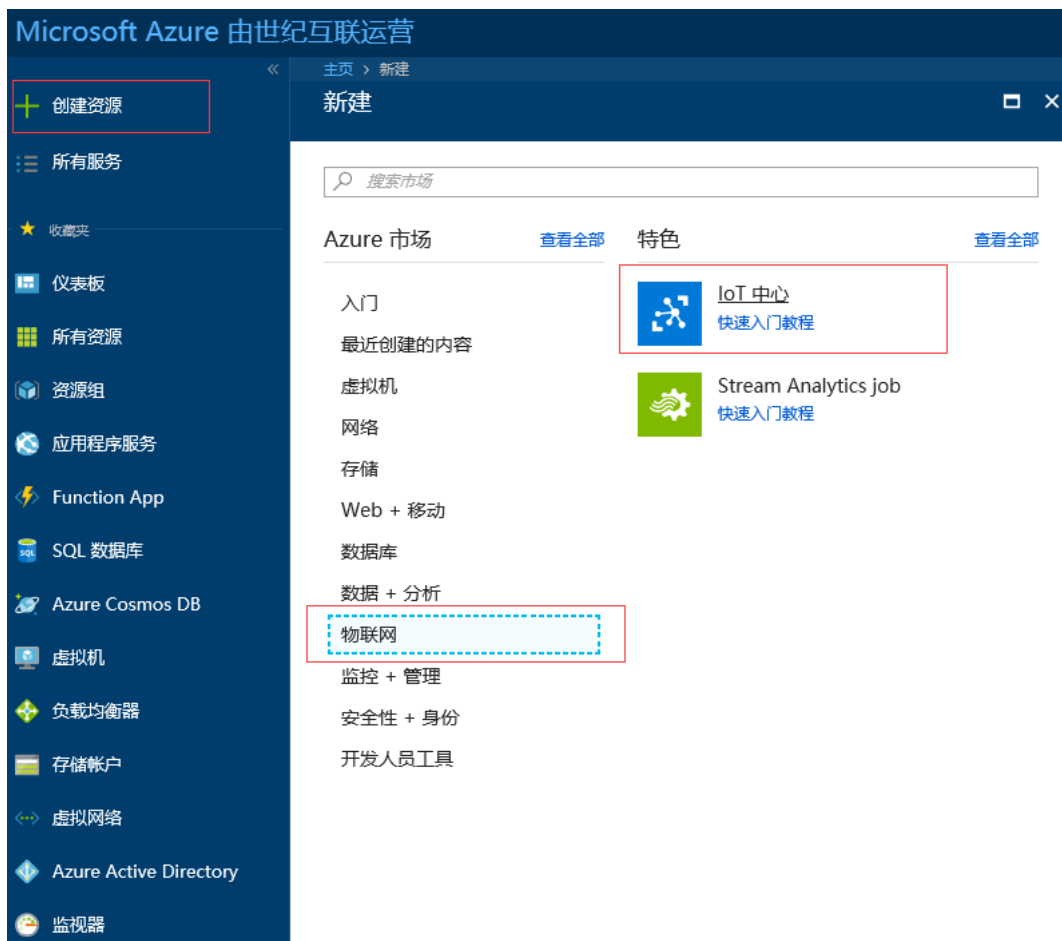 Microsoft Azure 由世纪互联运营
«
主页 > 新建
创建资源
新建
所有服务
搜索市场
收藏夹
Azure 市场
查看全部
特色
查看全部
仪表板
所有资源
资源组
应用程序服务
Function App
SQL 数据库
Azure Cosmos DB
虚拟机
负载均衡器
存储帐户
虚拟网络
Azure Active Directory
监视器
入门
最近创建的内容
虚拟机
网络
存储
Web + 移动
数据库
数据 + 分析
物联网
监控 + 管理
安全性 + 身份
开发人员工具
IoT 中心
快速入门教程
Stream Analytics job
快速入门教程